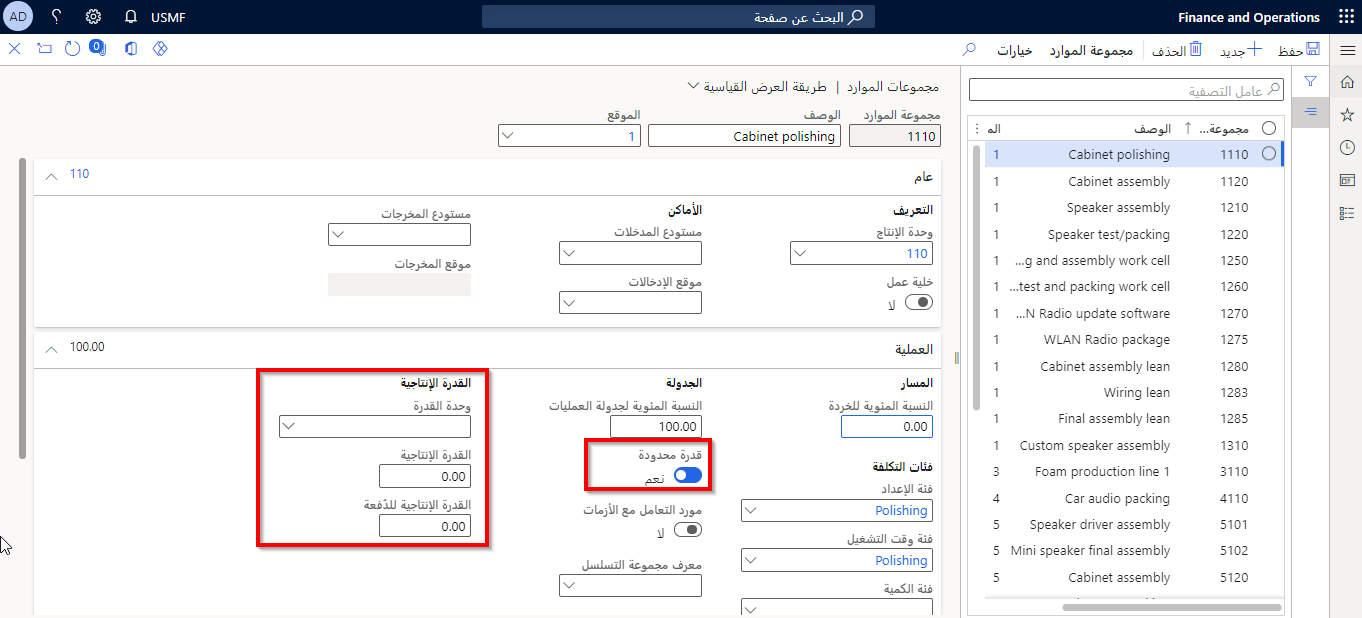 Finance and Operations
البحث عن صفحة
USMF
AD
حفظ
جديد
الحذف
مجموعة الموارد
خيارات
0
عامل التصفية
مجموعة... الوصف الم
1110 Cabinet polishing 1
1120 Cabinet assembly 1
1210 Speaker assembly 1
1220 Speaker test/packing 1
1250 ...g and assembly work cell 1
1260 ...test and packing work cell 1
1270 ...N Radio update software 1
1275 WLAN Radio package 1
1280 Cabinet assembly lean 1
1283 Wiring lean 1
1285 Final assembly lean 1
1310 Custom speaker assembly 1
3110 Foam production line 1 3
4110 Car audio packing 4
5101 Speaker driver assembly 5
5102 Mini speaker final assembly 5
5120 Cabinet assembly 5
مجموعات الموارد | طريقة العرض القياسية
مجموعة الموارد
1110
الوصف
Cabinet polishing
الموقع
1
عام
110
التعريف
وحدة الإنتاج
110
خلية عمل
لا
الأماكن
مستودع المدخلات
موقع الإدخالات
مستودع المخرجات
موقع المخرجات
العملية
100.00
المسار
النسبة المئوية للخردة
0.00
فئات التكلفة
فئة الإعداد
Polishing
فئة وقت التشغيل
Polishing
فئة الكمية
الجدولة
النسبة المئوية لجدولة العمليات
100.00
قدرة محدودة
نعم
مورد التعامل مع الأزمات
لا
معرف مجموعة التسلسل
القدرة الإنتاجية
وحدة القدرة
القدرة الإنتاجية
0.00
القدرة الإنتاجية للدُفعة
0.00